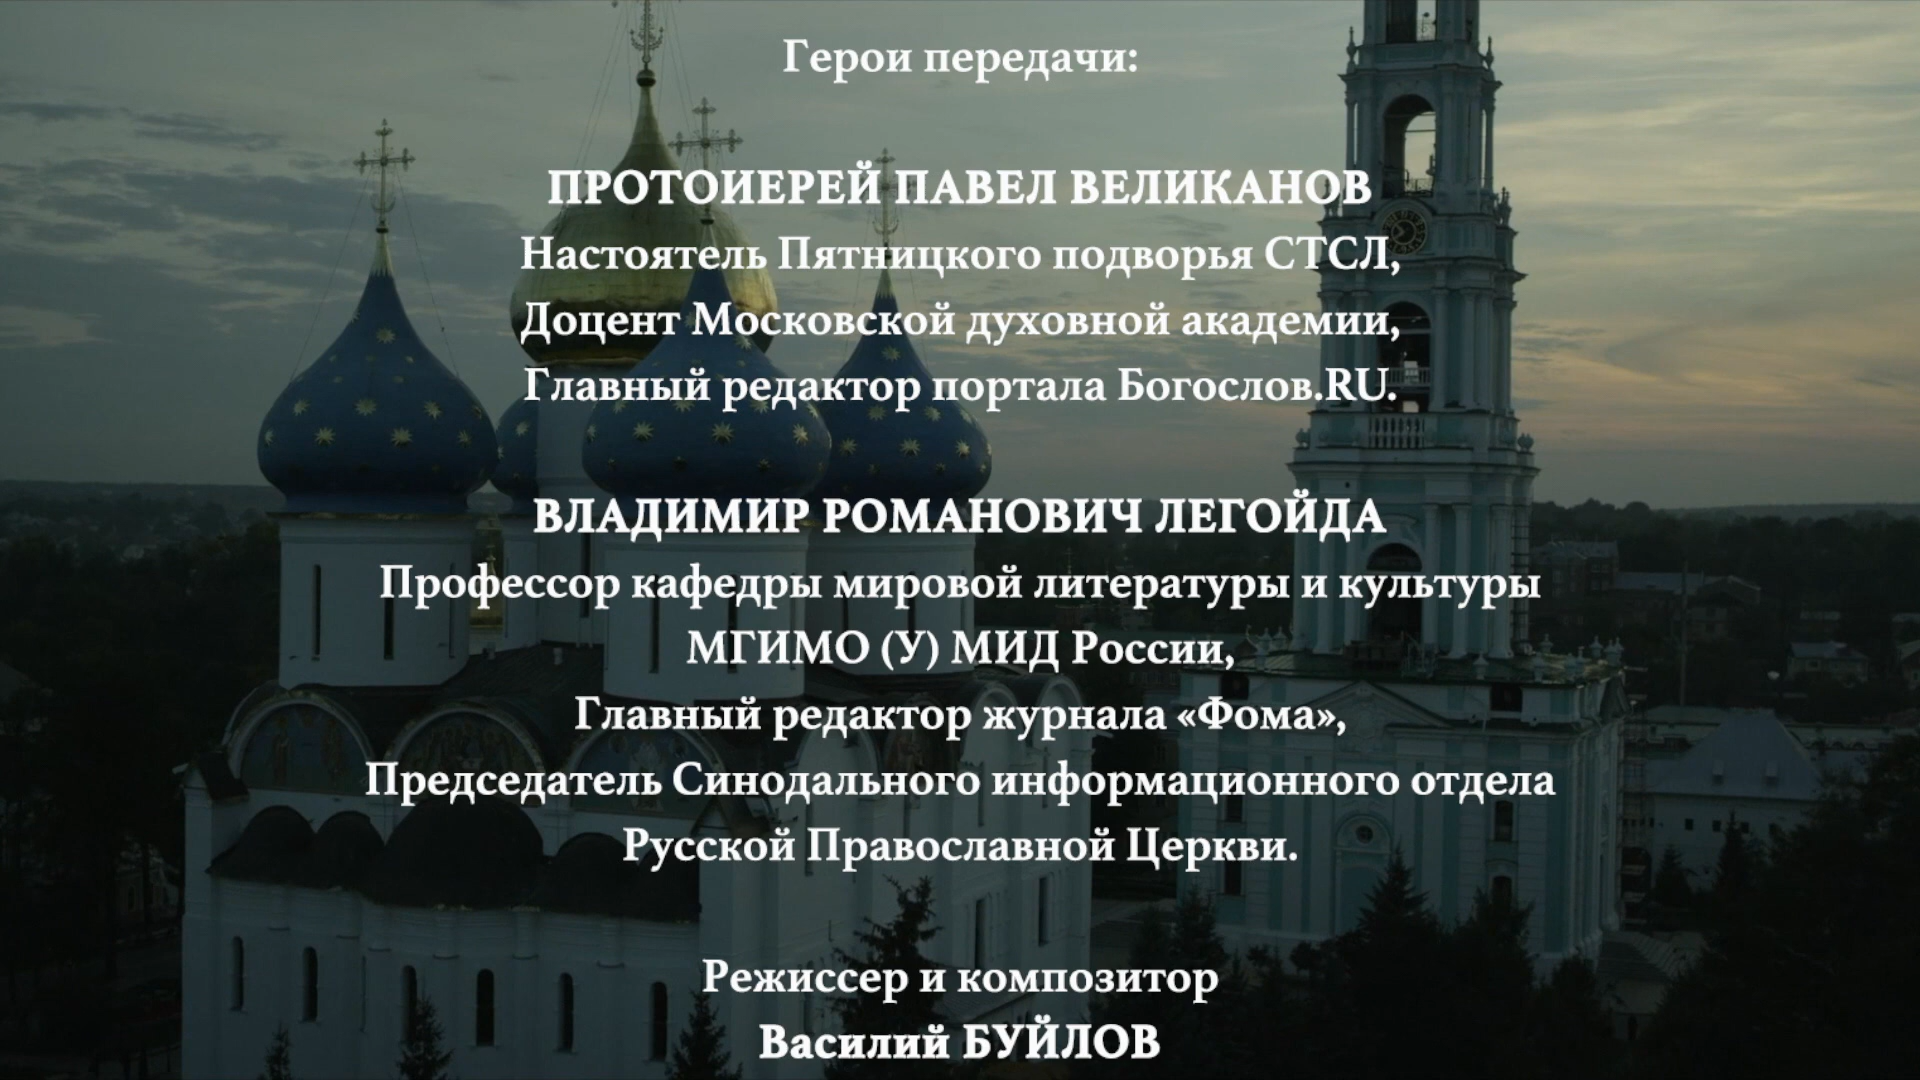 Герои передачи:
ПРОТОИЕРЕЙ ПАВЕЛ ВЕЛИКАНОВ
Настоятель Пятницкого подворья СТСЛ,
Доцент Московской духовной академии,
Главный редактор портала Богослов.RU.
ВЛАДИМИР РОМАНОВИЧ ЛЕГОЙДА
Профессор кафедры мировой литературы и культуры
МГИМО (У) МИД России,
Главный редактор журнала «Фома»,
Председатель Синодального информационного отдела
Русской Православной Церкви.
Режиссер и композитор
Василий БУЙЛОВ